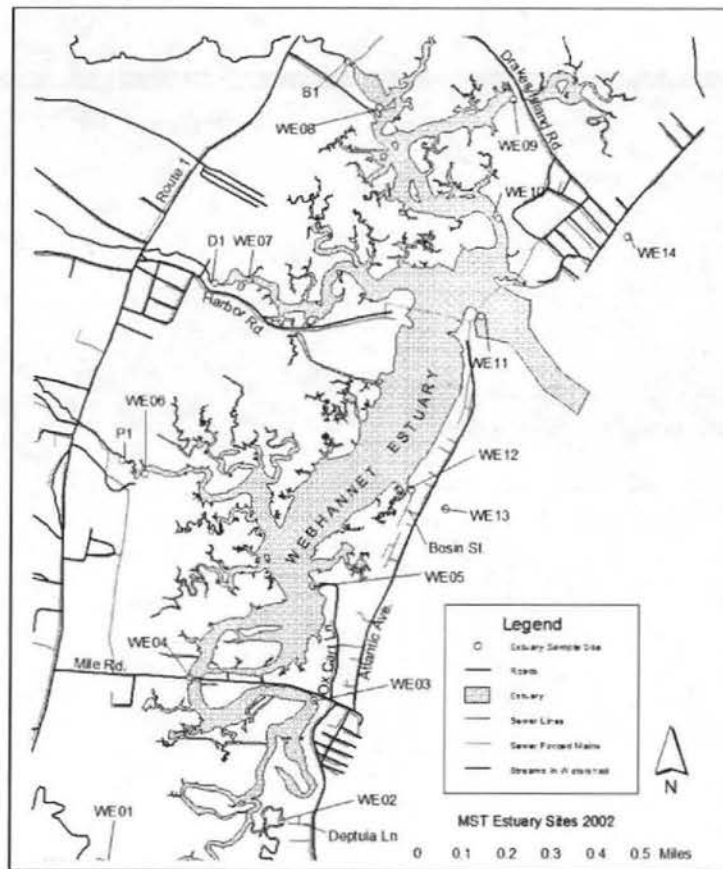 Drakes Island Rd.
B1
WE08
WE09
Route 1
WE10
D1 WE07
WE14
Harbor Rd.
WE11
WE06
P1
WEBHANNET ESTUARY
WE12
WE13
Bosin St.
WE05
WE04
Atlantic Ave.
Ox Cart Ln
Mile Rd.
WE03
Legend
Estuary Sample Site
Roads
Estuary
Sewer Lines
Sewer Forced Mains
Streams in Watershed
N
WE01
WE02
Deptula Ln
MST Estuary Sites 2002
0 0.1 0.2 0.3 0.4 0.5 Miles